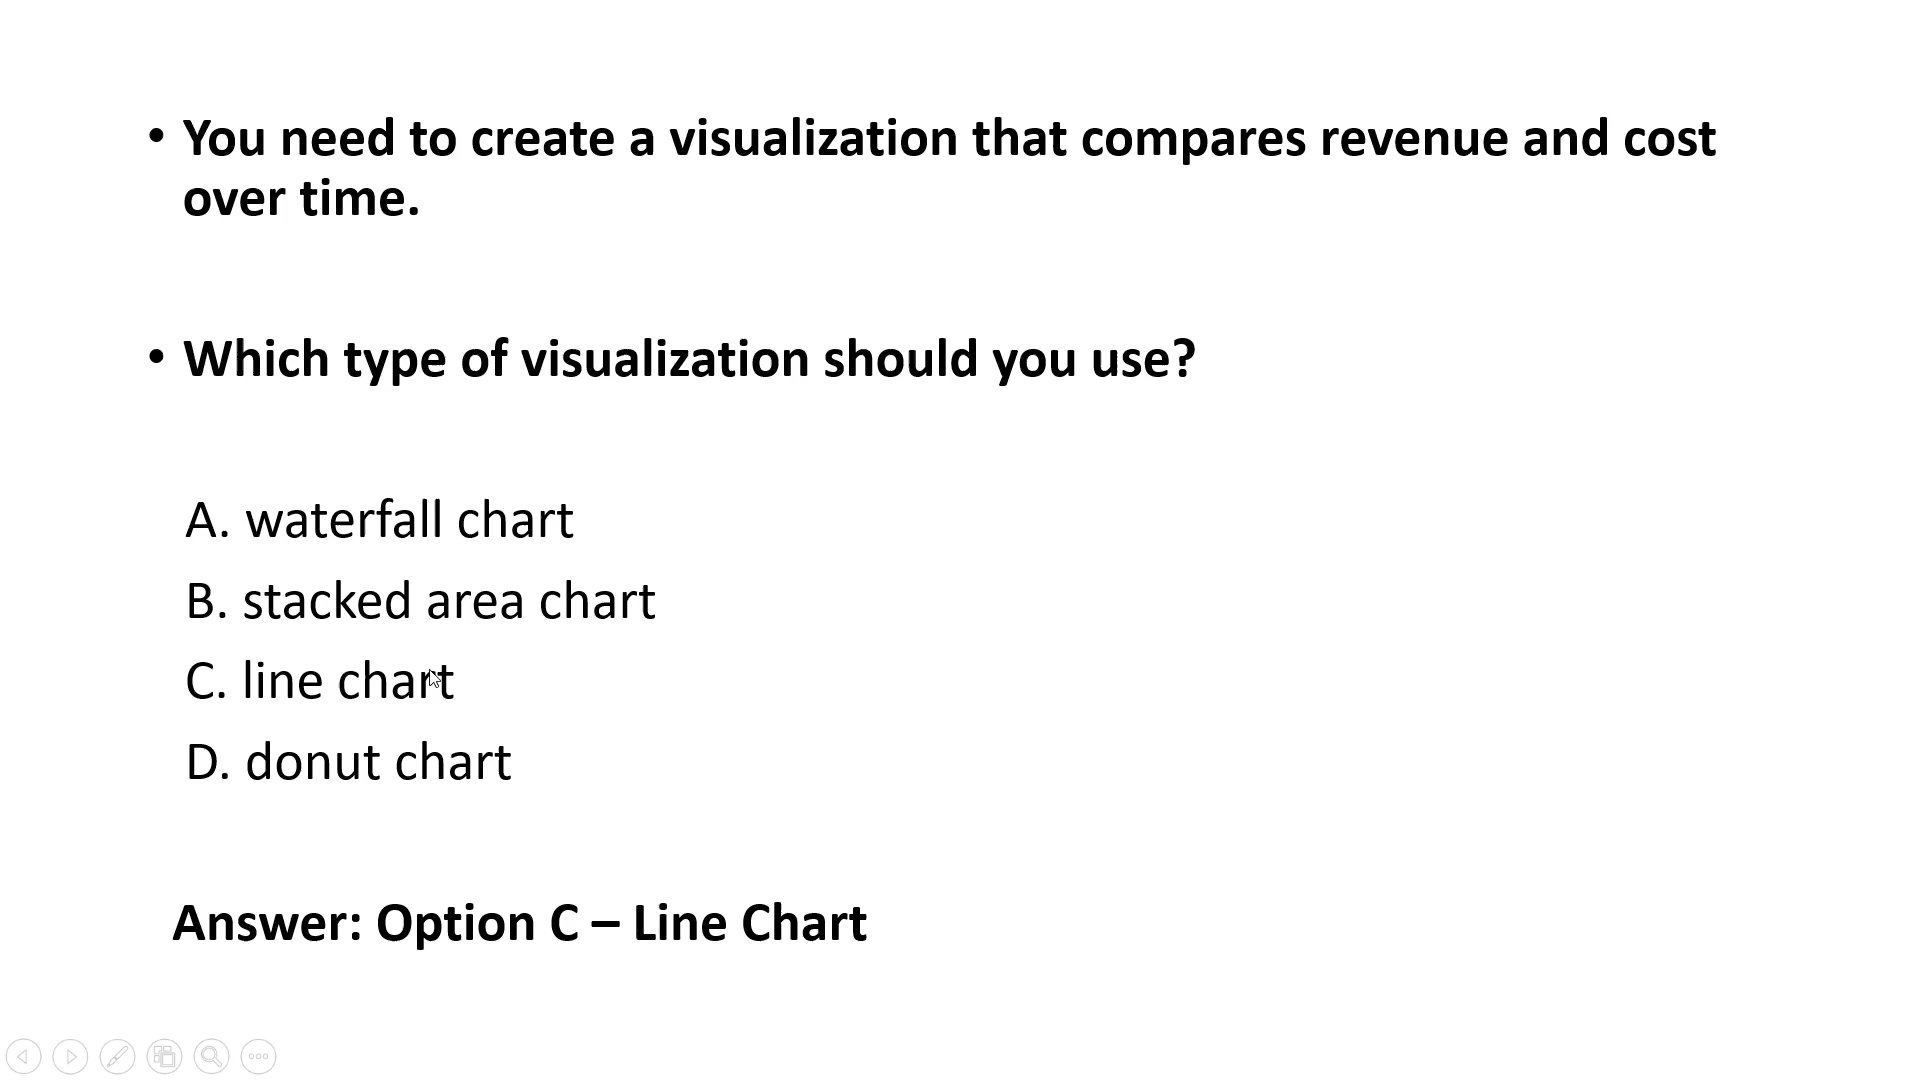 • You need to create a visualization that compares revenue and cost
over time.
• Which type of visualization should you use?
A. waterfall chart
B. stacked area chart
C. line chart
D. donut chart
Answer: Option C – Line Chart